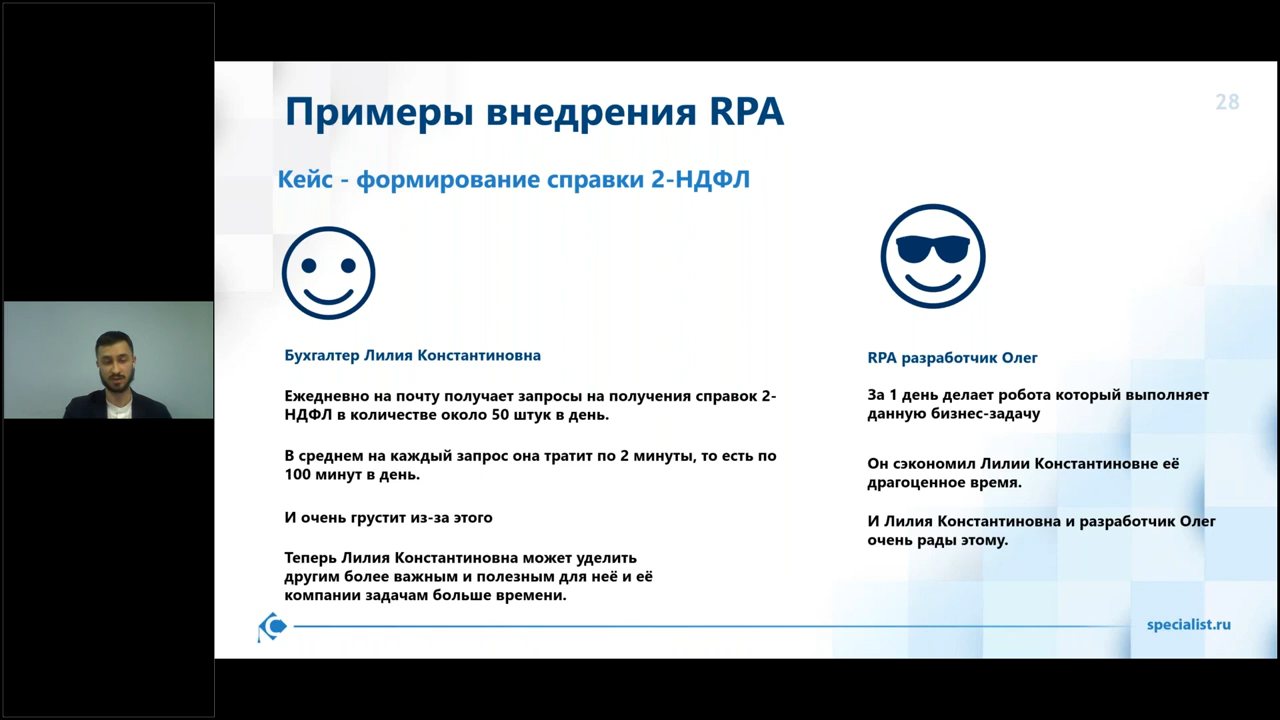 Примеры внедрения RPA
28
Кейс - формирование справки 2-НДФЛ
Бухгалтер Лилия Константиновна
Ежедневно на почту получает запросы на получения справок 2-
НДФЛ в количестве около 50 штук в день.
В среднем на каждый запрос она тратит по 2 минуты, то есть по
100 минут в день.
И очень грустит из-за этого
Теперь Лилия Константиновна может уделить
другим более важным и полезным для неё и её
компании задачам больше времени.
RPA разработчик Олег
За 1 день делает робота который выполняет
данную бизнес-задачу
Он сэкономил Лилии Константиновне её
драгоценное время.
И Лилия Константиновна и разработчик Олег
очень рады этому.
specialist.ru